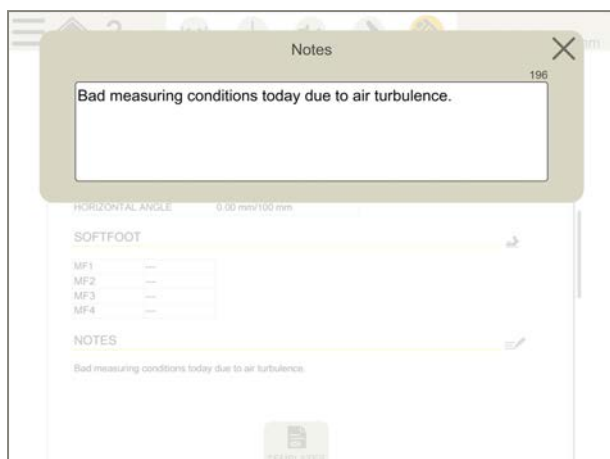 Notes
196
Bad measuring conditions today due to air turbulence.
HORIZONTAL ANGLE 0.00 mm/100 mm
SOFTFOOT
MF1 ---
MF2 ---
MF3 ---
MF4 ---
NOTES
Bad measuring conditions today due to air turbulence.